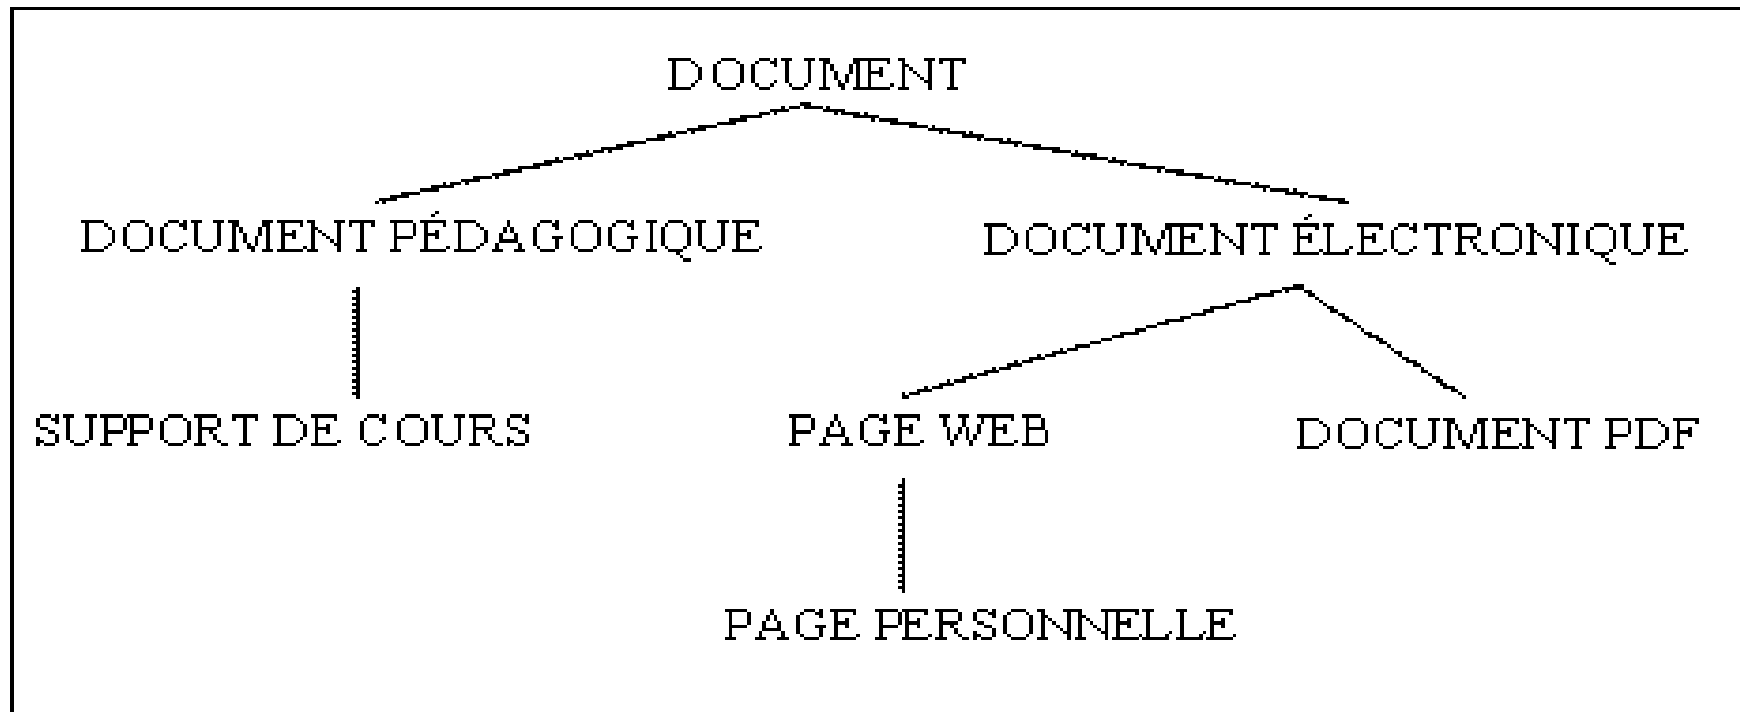 DOCUMENT
DOCUMENT PÉDAGOGIQUE
DOCUMENT ÉLECTRONIQUE
SUPPORT DE COURS
PAGE WEB
DOCUMENT PDF
PAGE PERSONNELLE